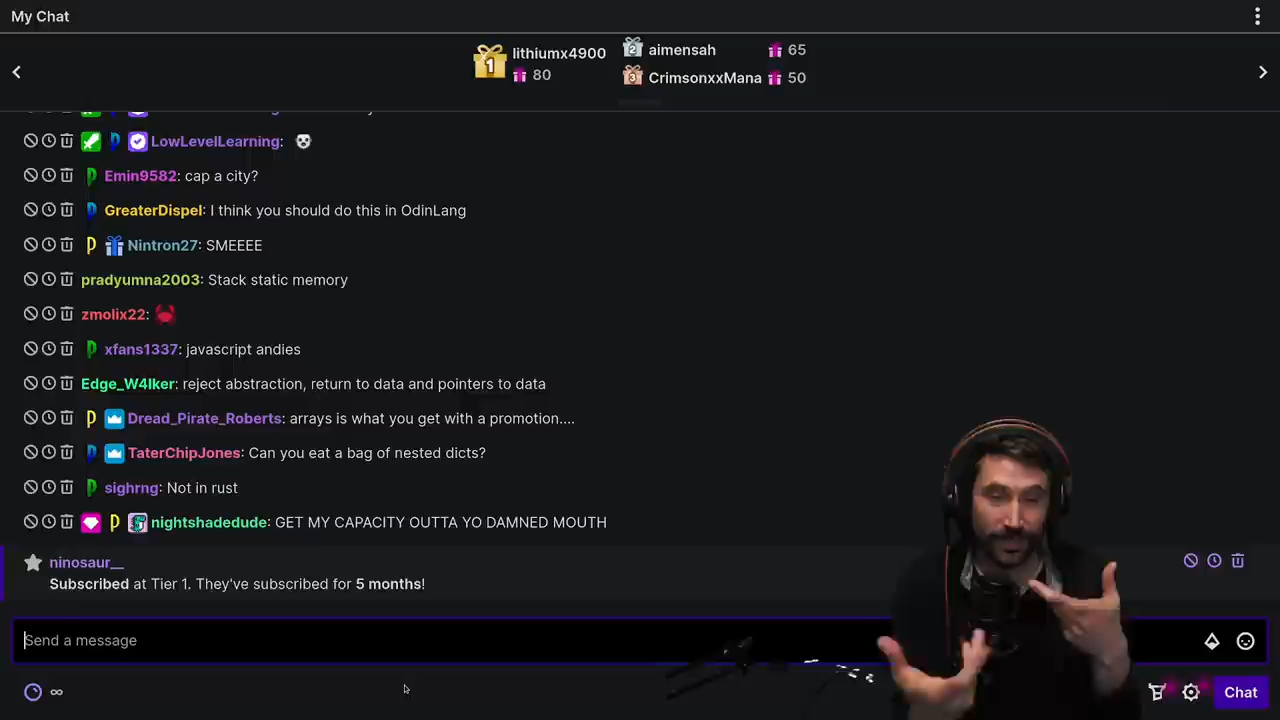 My Chat
lithiumx4900
80
aimensah 65
CrimsonxxMana 50
1
2
3
LowLevelLearning:
Emin9582: cap a city?
GreaterDispel: I think you should do this in OdinLang
Nintron27: SMEEEE
pradyumna2003: Stack static memory
zmolix22:
xfans1337: javascript andies
Edge_W4lker: reject abstraction, return to data and pointers to data
Dread_Pirate_Roberts: arrays is what you get with a promotion....
TaterChipJones: Can you eat a bag of nested dicts?
sighrng: Not in rust
nightshadedude: GET MY CAPACITY OUTTA YO DAMNED MOUTH
ninosaur__
Subscribed at Tier 1. They've subscribed for 5 months!
Send a message
∞
Chat